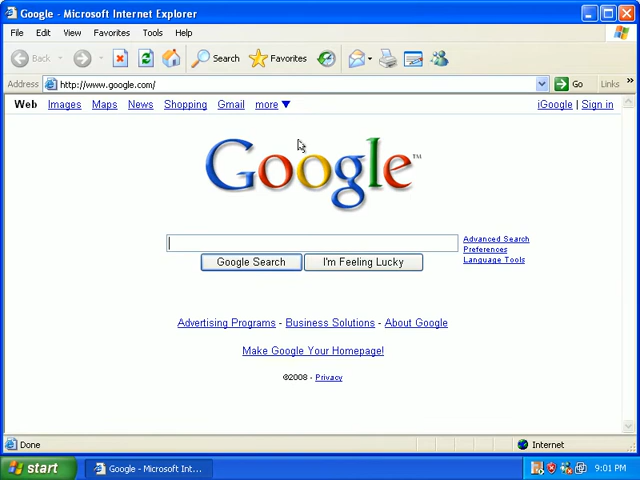 Google - Microsoft Internet Explorer
File Edit View Favorites Tools Help
Back Search Favorites
Address http://www.google.com/ Go Links »
Web Images Maps News Shopping Gmail more ▼ iGoogle | Sign in
Google™
Advanced Search
Preferences
Language Tools
Google Search I'm Feeling Lucky
Advertising Programs - Business Solutions - About Google
Make Google Your Homepage!
©2008 - Privacy
Done Internet
start Google - Microsoft Int... 9:01 PM